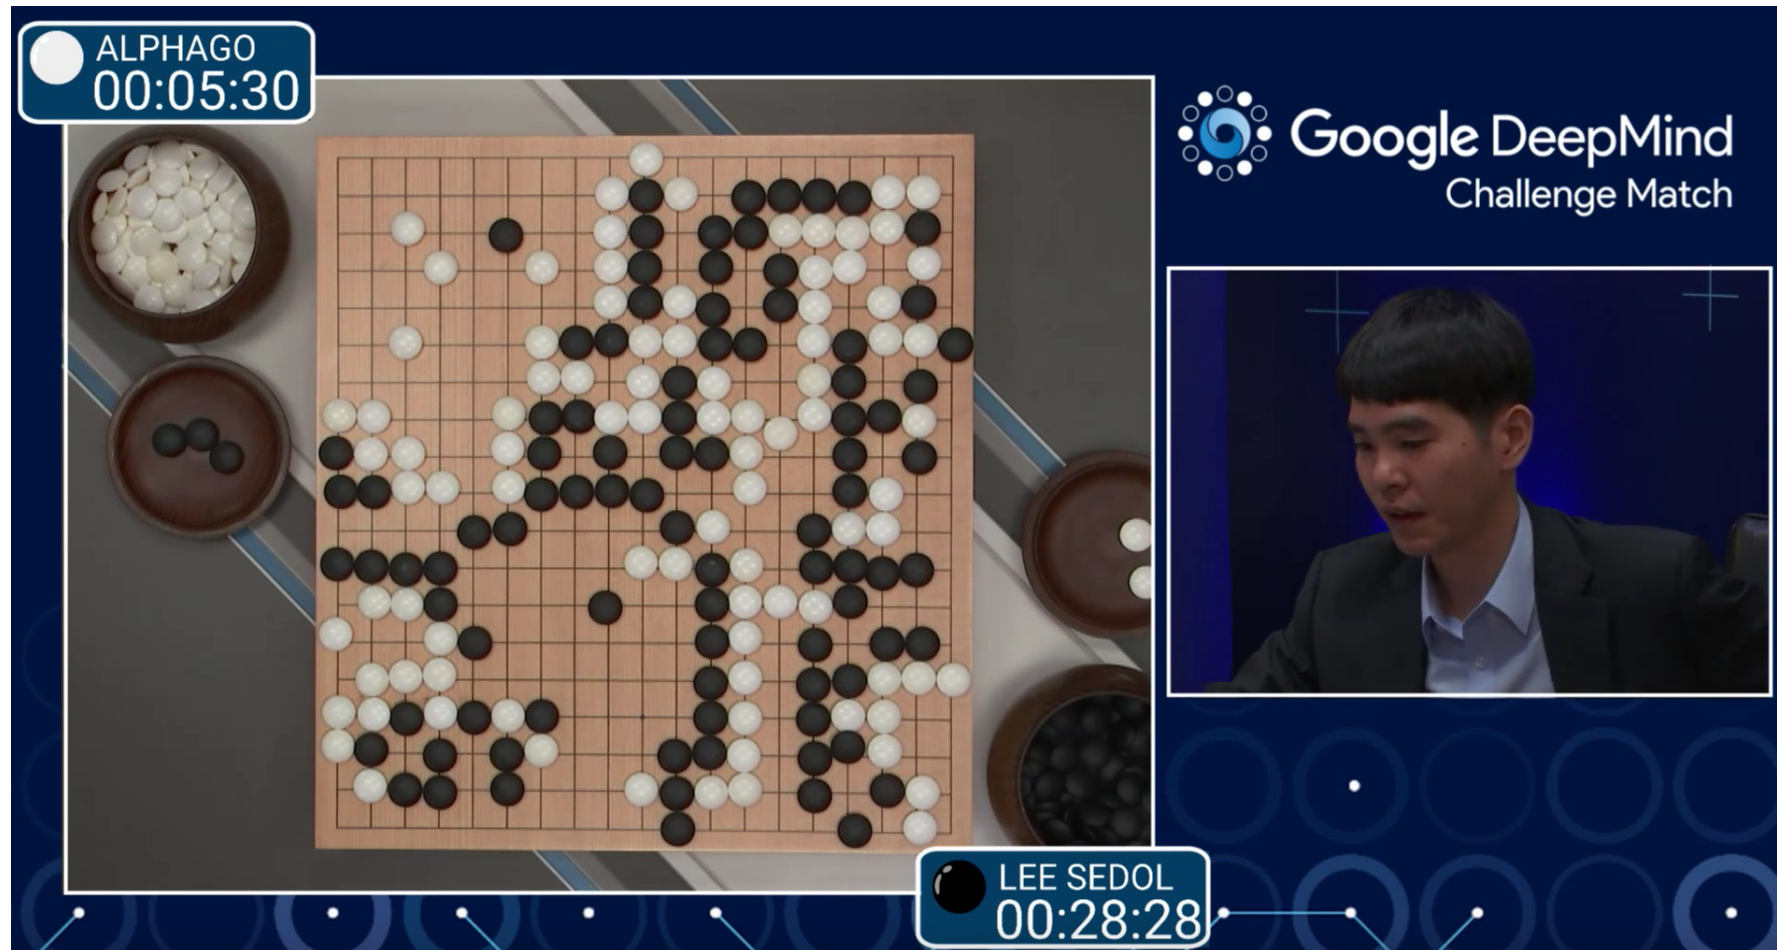 ALPHAGO
00:05:30
Google DeepMind
Challenge Match
LEE SEDOL
00:28:28